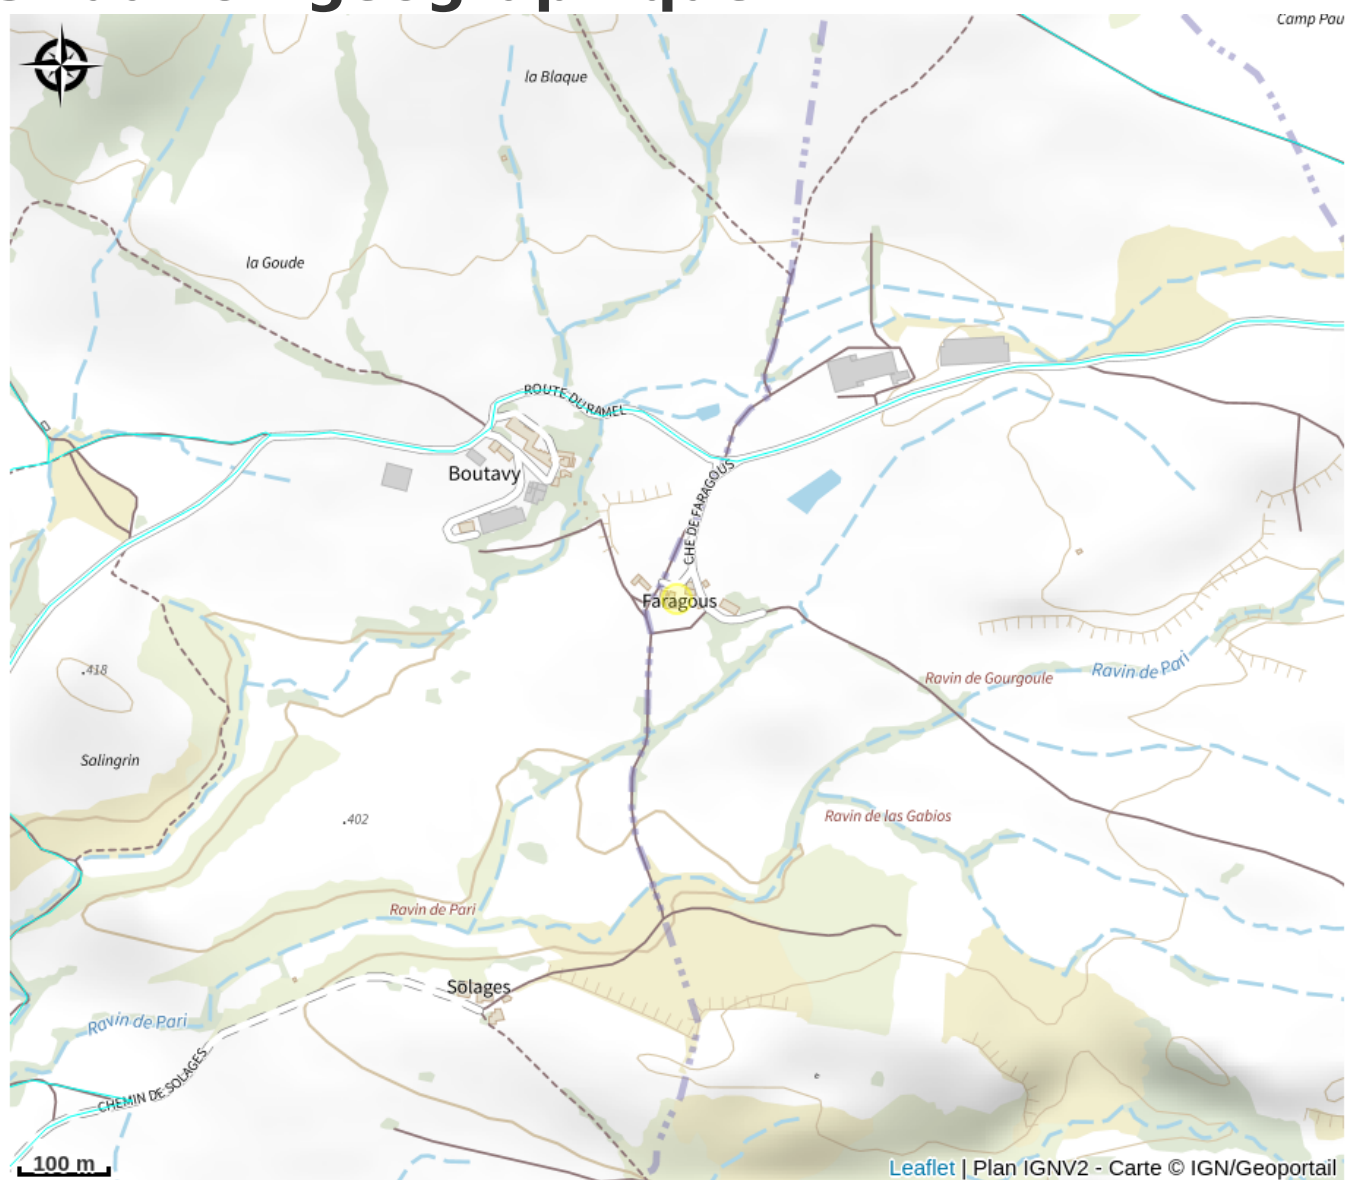 Camp Pau
la Blaque
la Goude
ROUTE DU RAMEL
Boutavy
CHE DE FARAGOUS
Faragous
.418
Ravin de Pari
Ravin de Gourgoule
Salingrin
.402
Ravin de las Gabios
Ravin de Pari
Solages
Ravin de Pari
e
CHEMIN DE SOLAGES
100 m
Leaflet | Plan IGNV2 - Carte © IGN/Geoportail